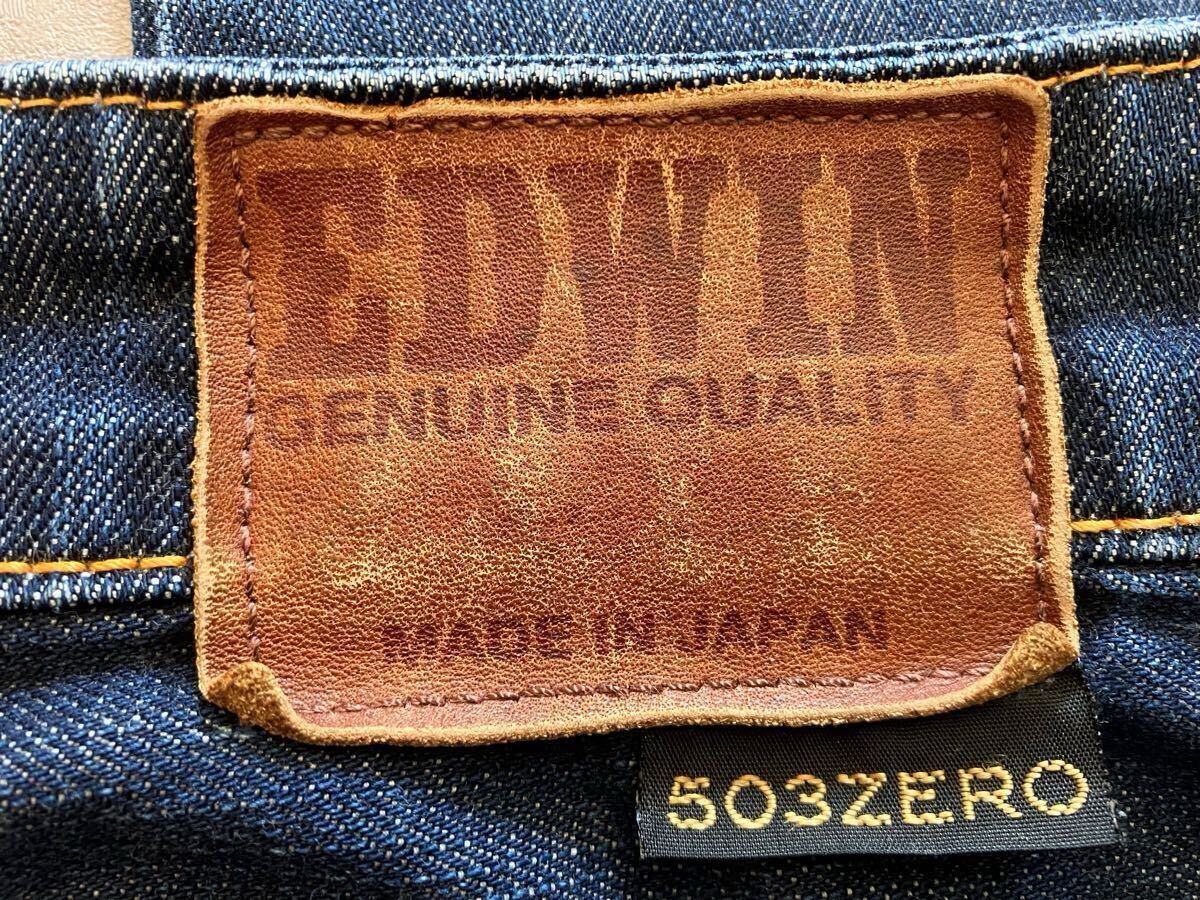 EDWIN
GENUINE QUALITY
MADE IN JAPAN
503ZERO